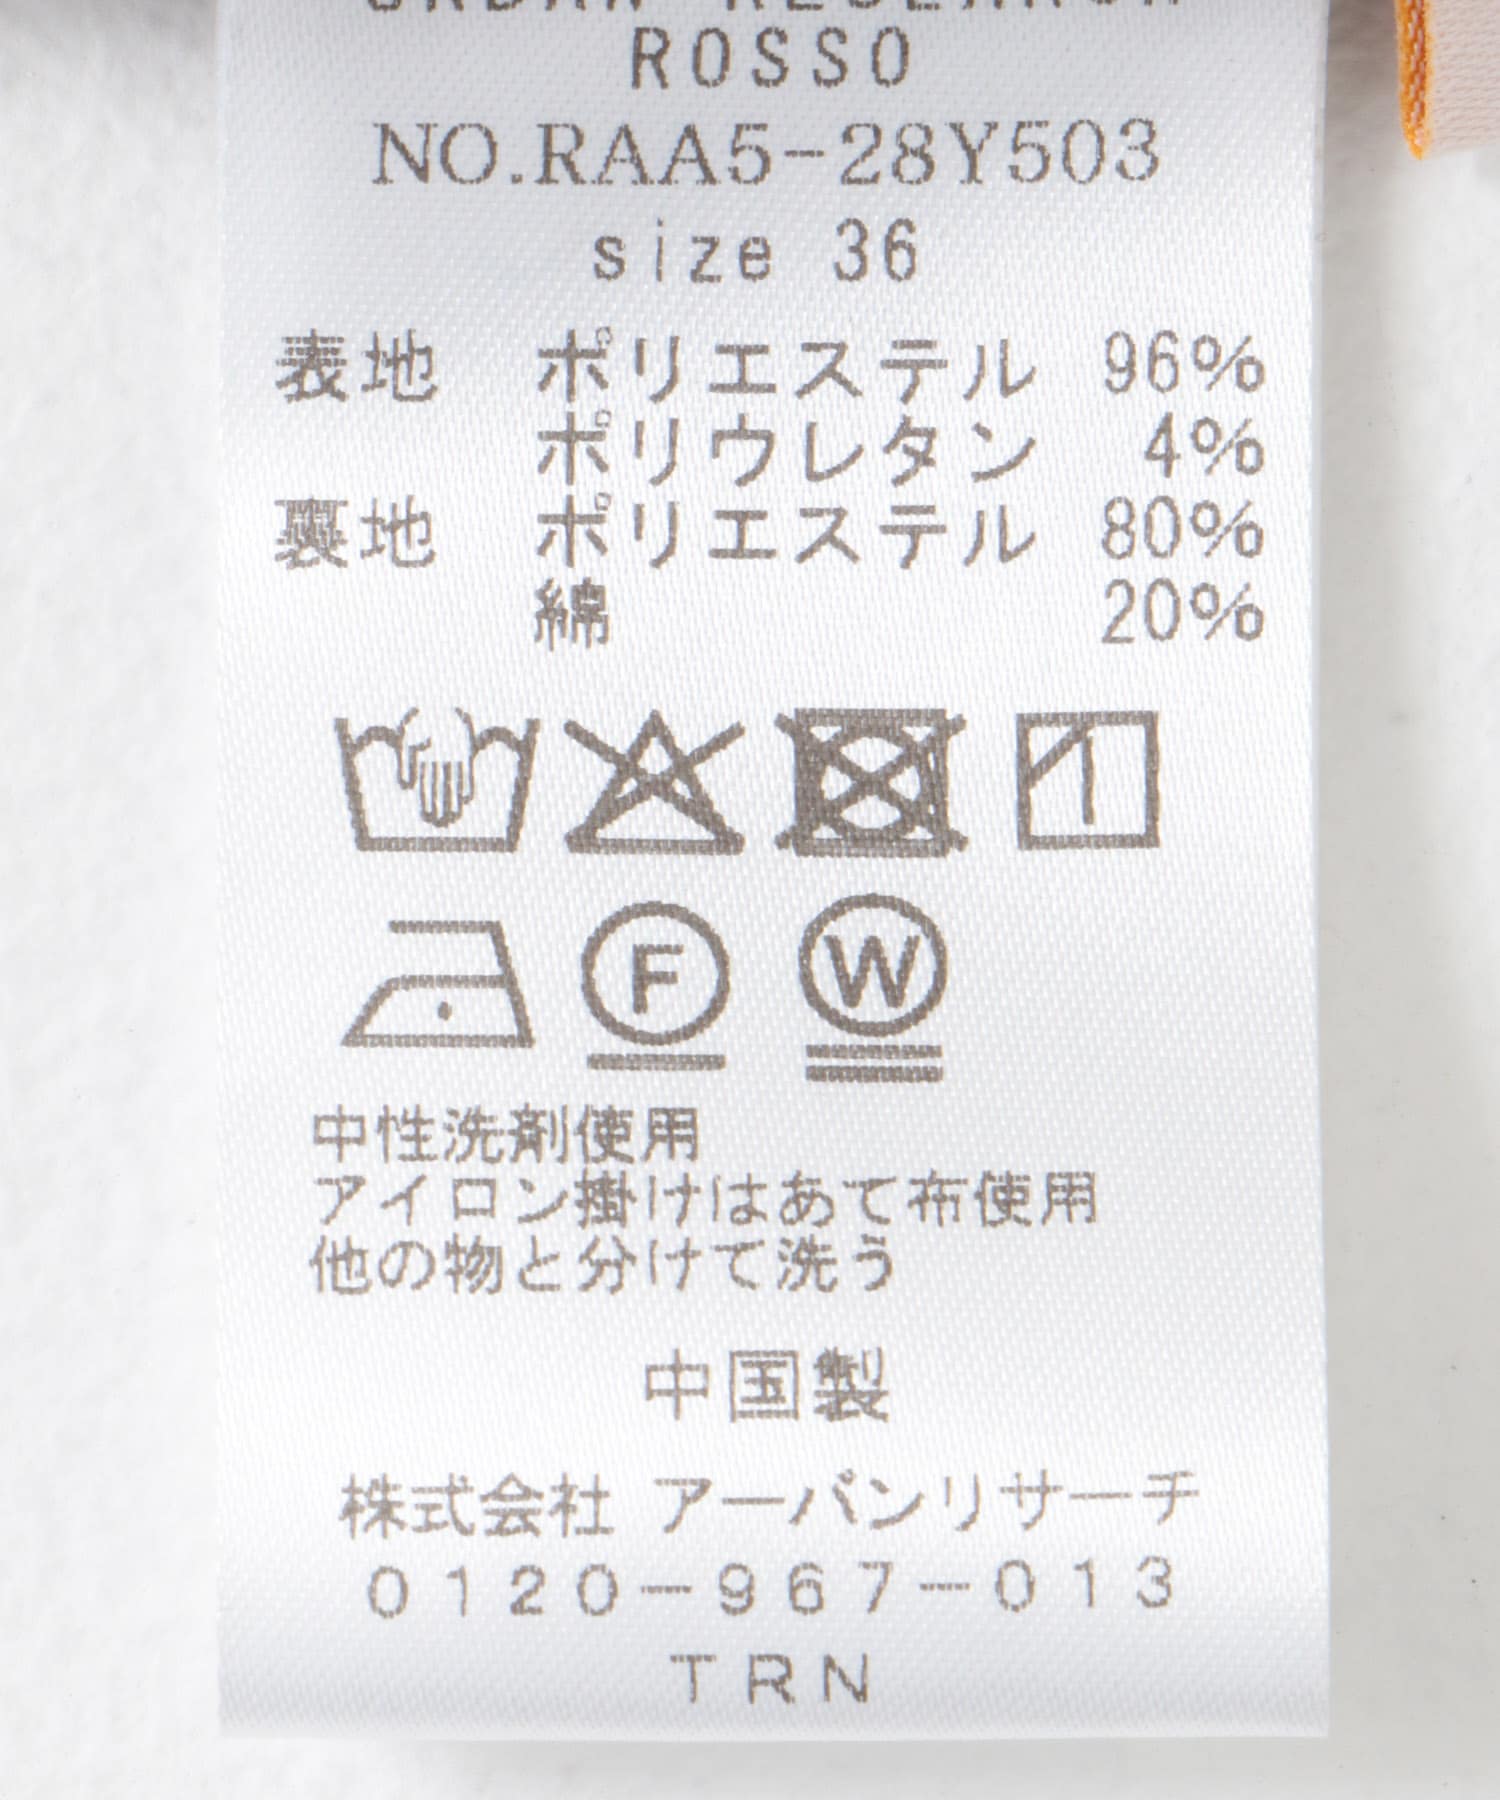 URBAN RESEARCH
ROSSO
NO.RAA5-28Y503
size 36
表地 ポリエステル 96%
ポリウレタン 4%
裏地 ポリエステル 80%
綿 20%
F W
中性洗剤使用
アイロン掛けはあて布使用
他の物と分けて洗う
中国製
株式会社 アーバンリサーチ
0120-967-013
TRN